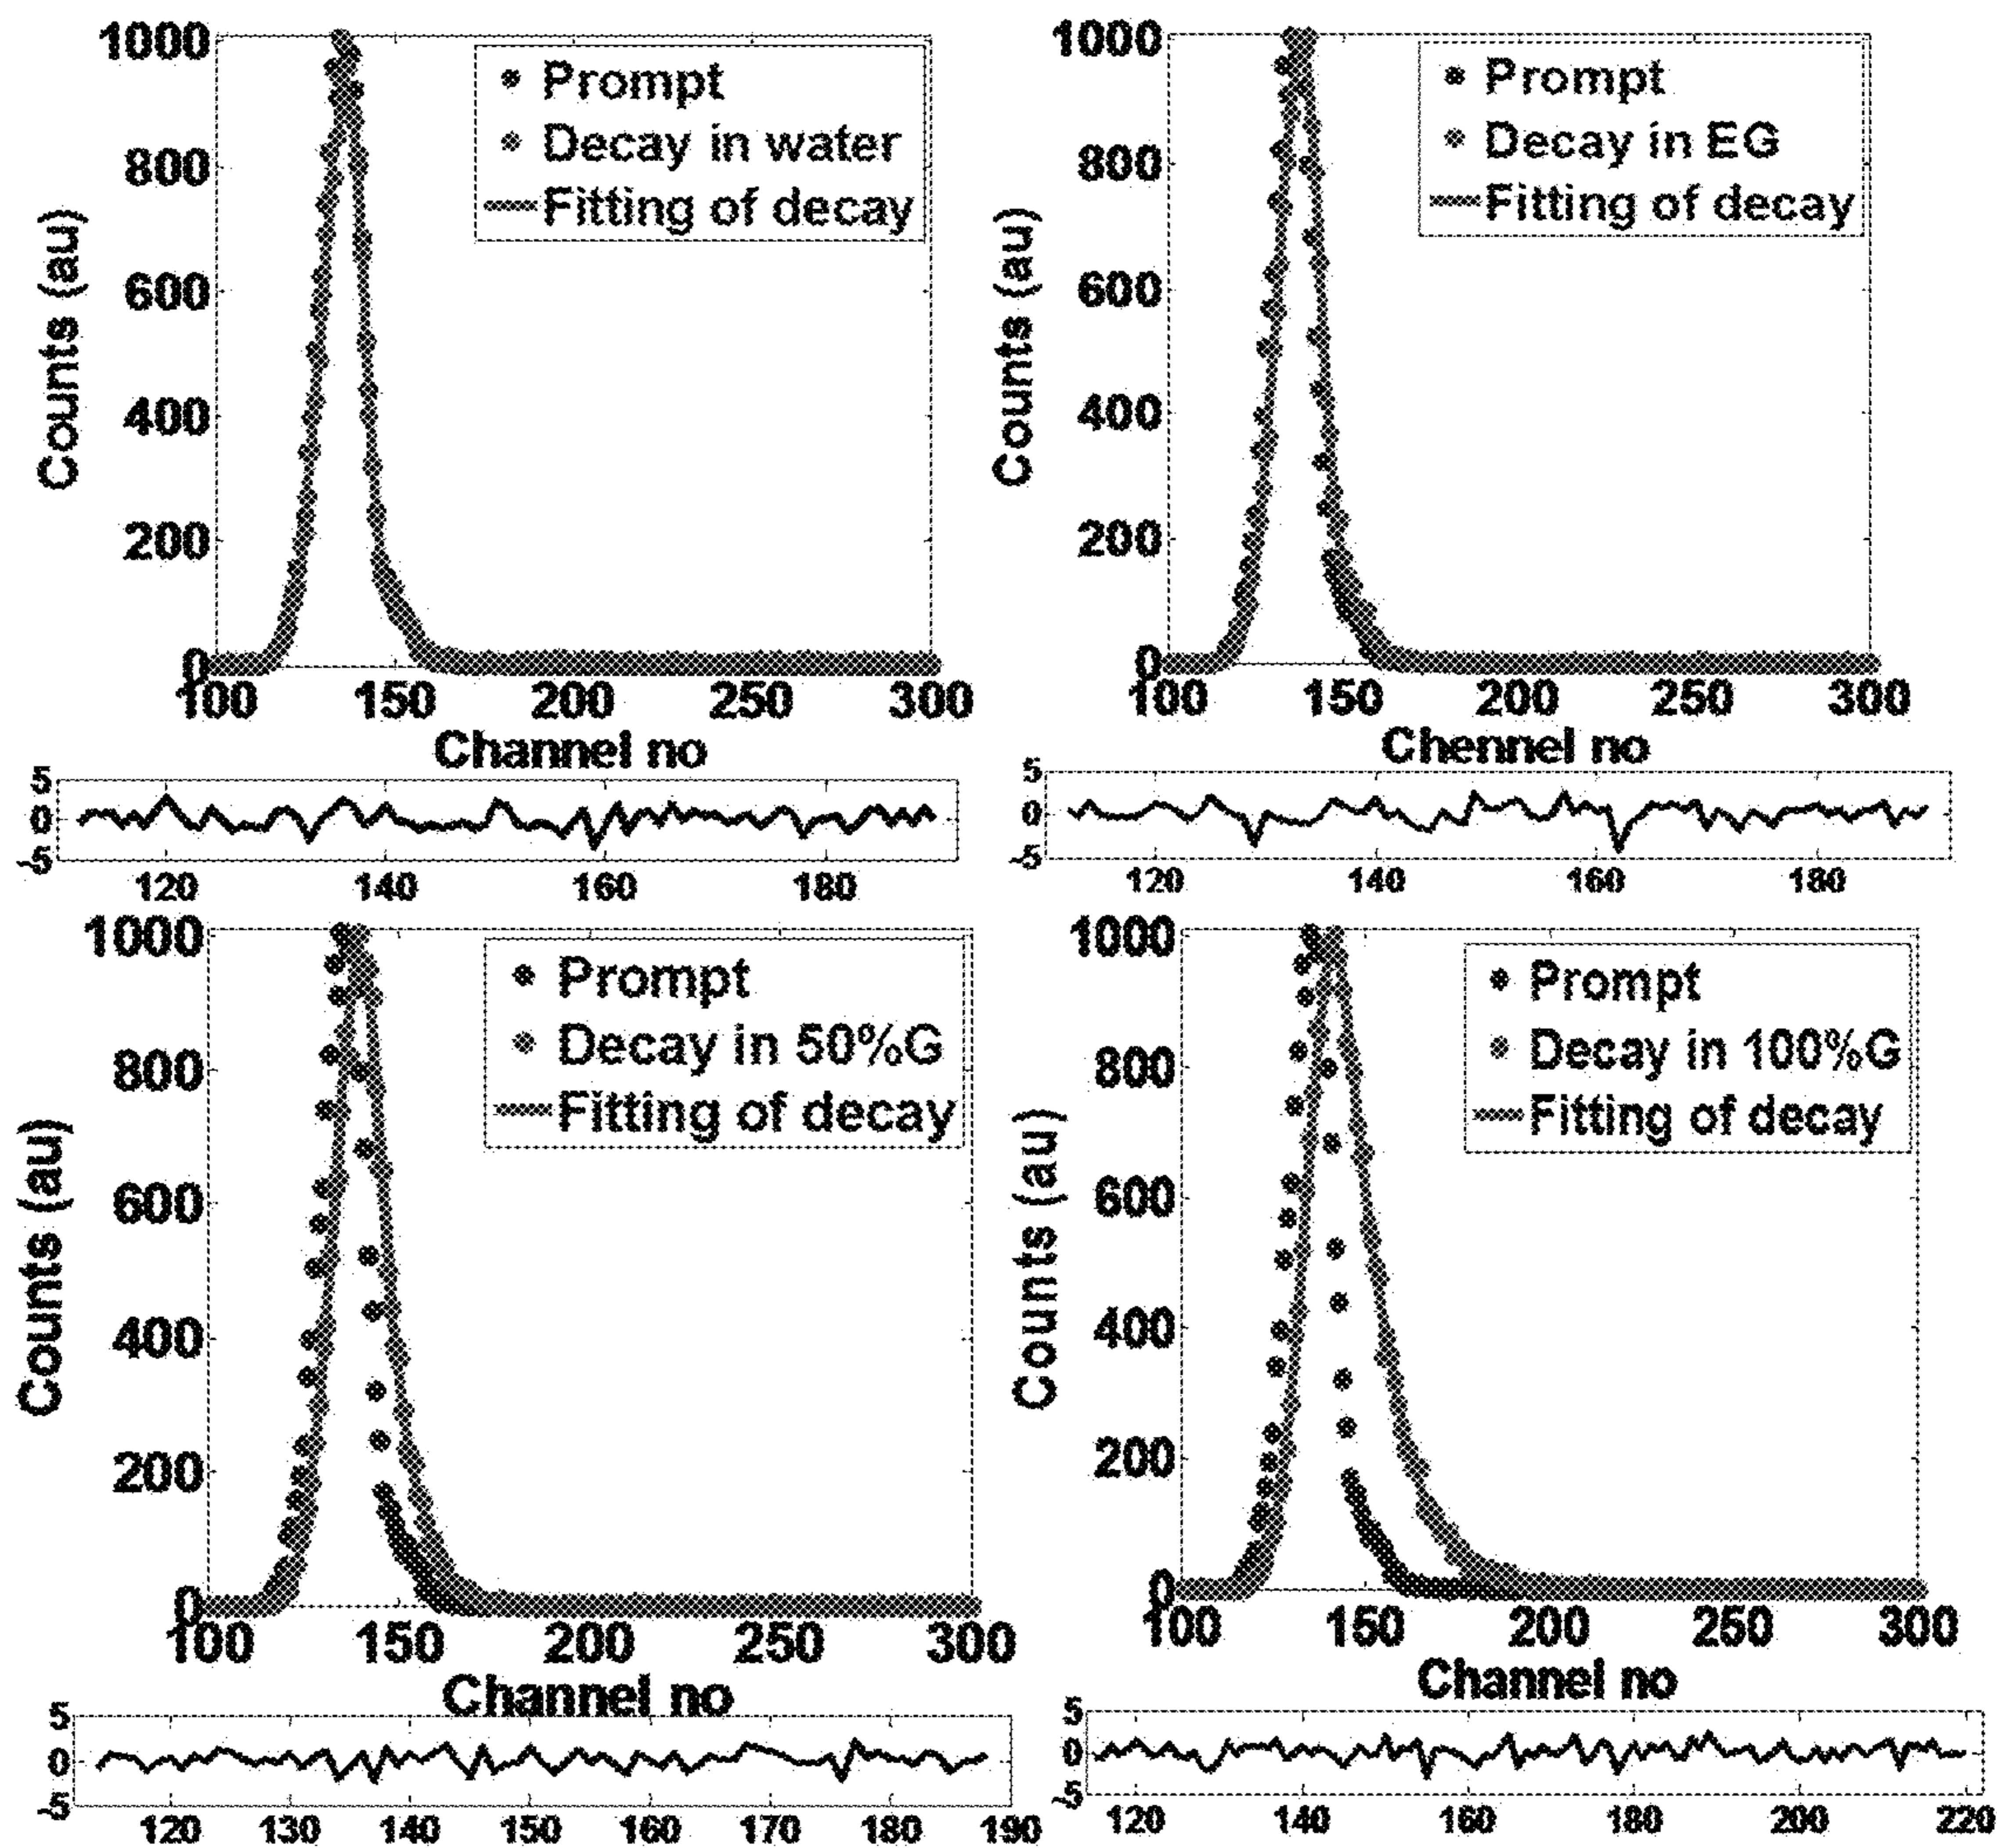 1000
800
600
400
200
0
Counts (au)
Prompt
Decay in water
Fitting of decay
100 150 200 250 300
Channel no
5
0
-5
120 140 160 180
1000
800
600
400
200
0
Counts (au)
Prompt
Decay in EG
Fitting of decay
100 150 200 250 300
Chennel no
5
0
-5
120 140 160 180
1000
800
600
400
200
0
Counts (au)
Prompt
Decay in 50%G
Fitting of decay
100 150 200 250 300
Channel no
5
0
-5
120 130 140 150 160 170 180 190
1000
800
600
400
200
0
Counts (au)
Prompt
Decay in 100%G
Fitting of decay
100 150 200 250 300
Channel no
5
0
-5
120 140 160 180 200 220